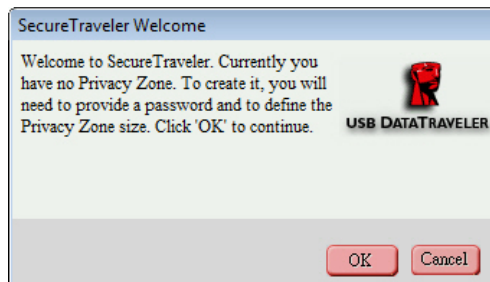 SecureTraveler Welcome
Welcome to SecureTraveler. Currently you
have no Privacy Zone. To create it, you will
need to provide a password and to define the
Privacy Zone size. Click 'OK' to continue.
USB DATATRAVELER
OK
Cancel